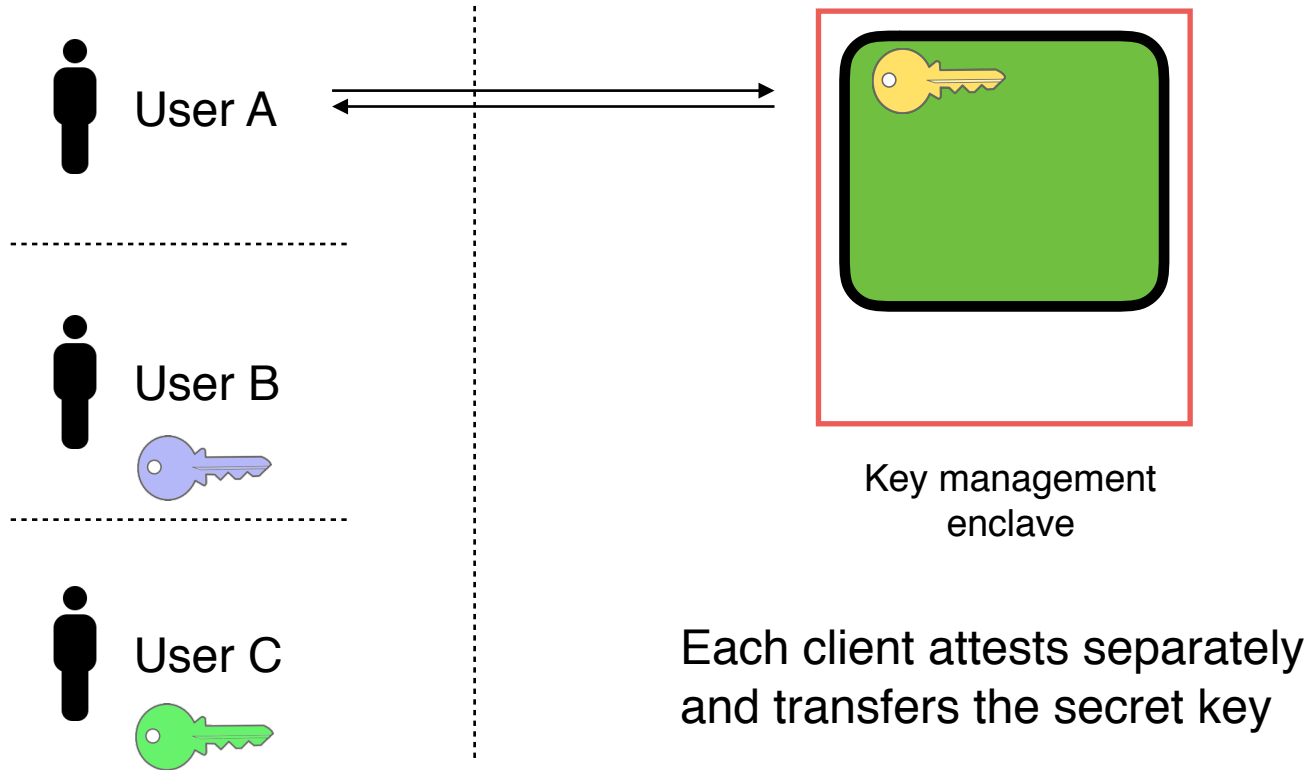 User A
User B
Key management
enclave
User C
Each client attests separately
and transfers the secret key